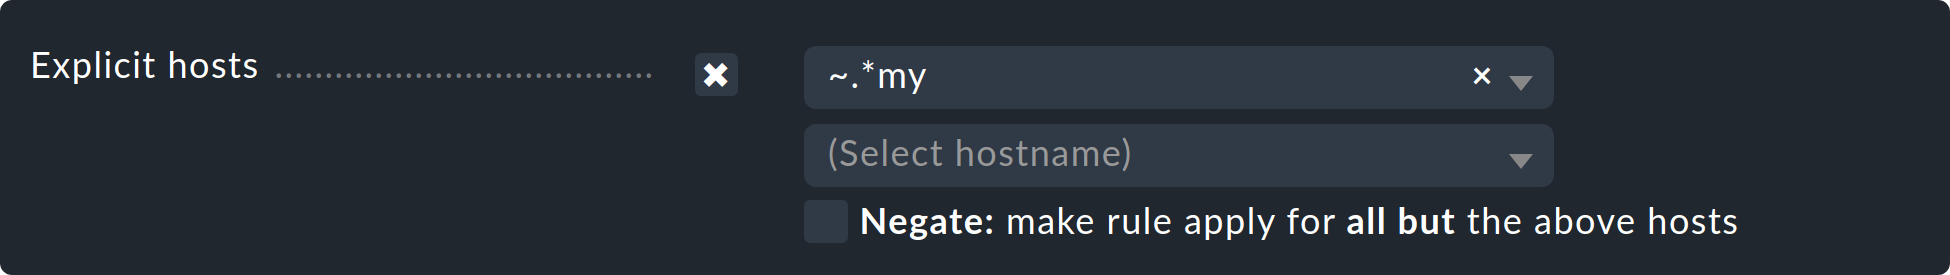 Explicit hosts
~.*my
(Select hostname)
Negate: make rule apply for all but the above hosts